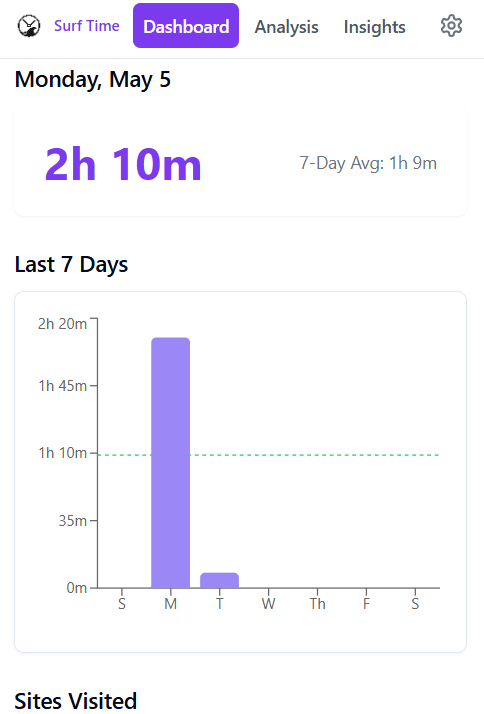 Surf Time Dashboard Analysis Insights
Monday, May 5
2h 10m 7-Day Avg: 1h 9m
Last 7 Days
2h 20m
1h 45m
1h 10m
35m
0m
S M T W Th F S
Sites Visited